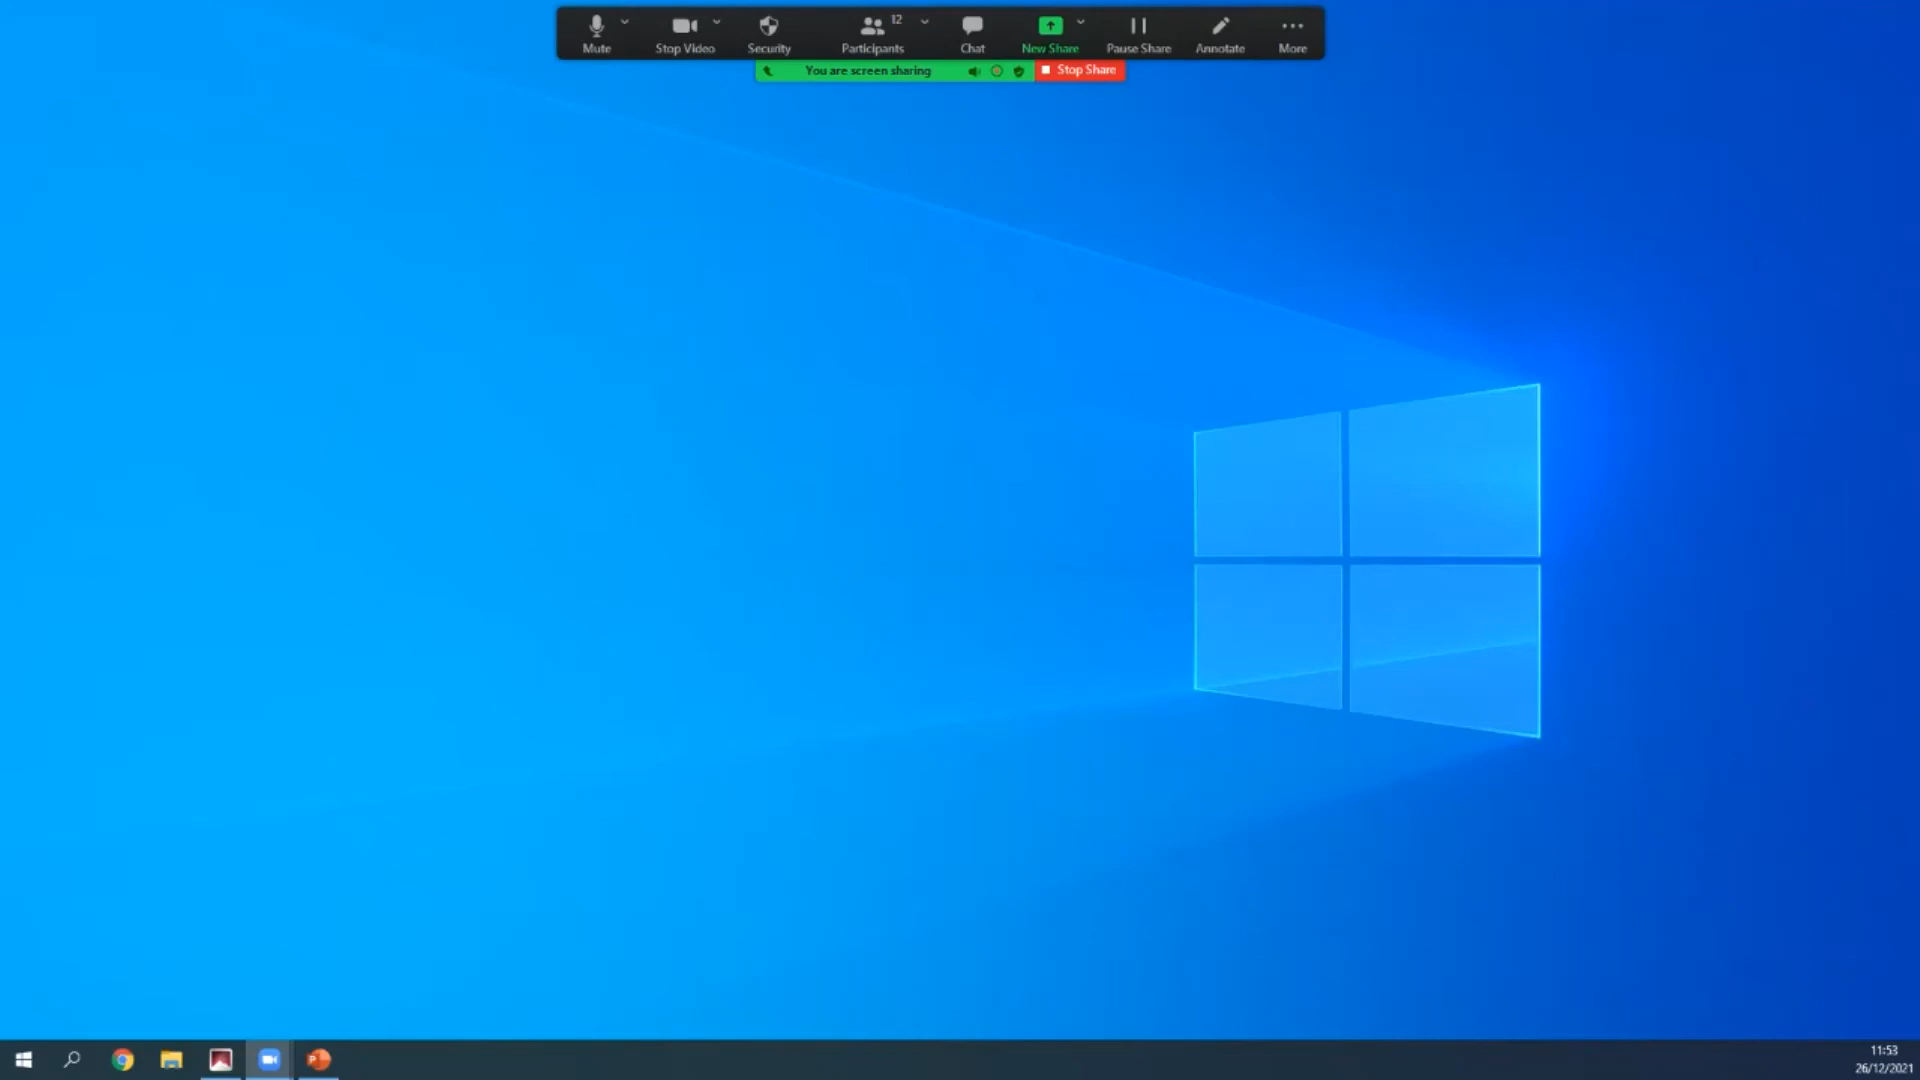 12
Mute Stop Video Security Participants Chat New Share Pause Share Annotate More
You are screen sharing Stop Share
P
11:53
26/12/2021